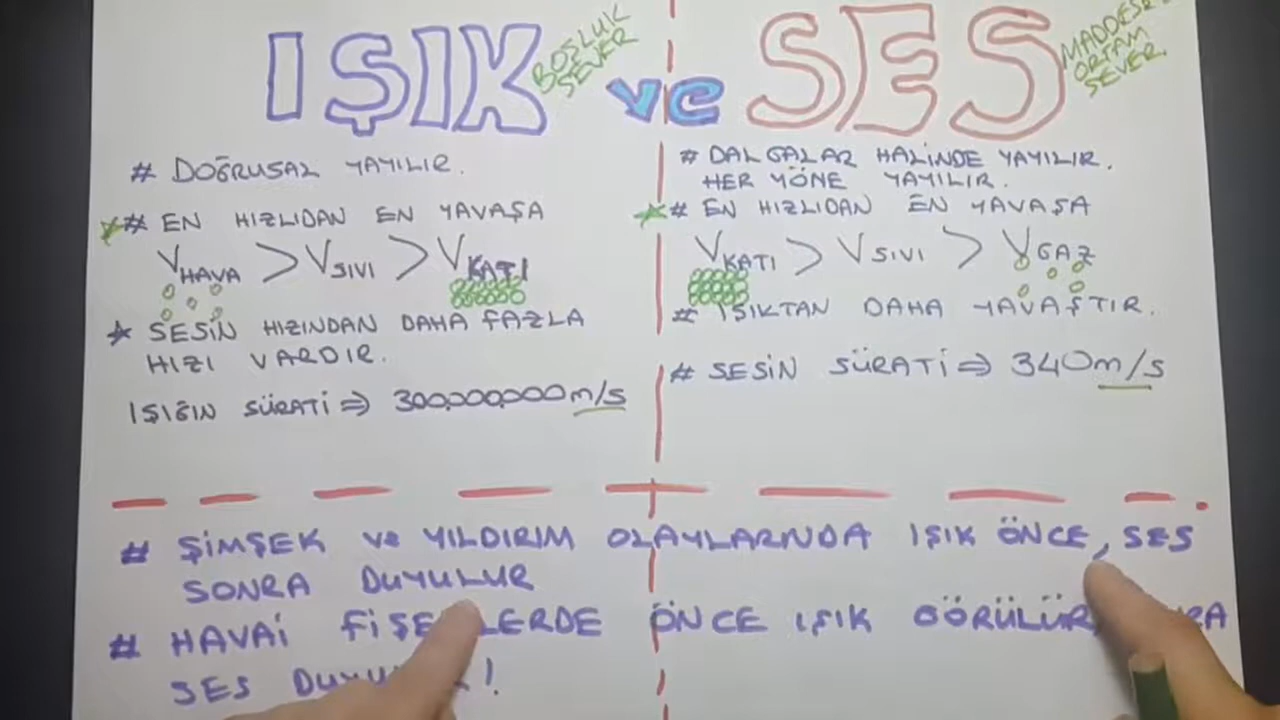 IŞIK
BOŞLUK
SEVER
ve
SES
ORTAM
SEVER.
# DOĞRUSAL YAYILIR.
# EN HIZLIDAN EN YAVAŞA
VHAVA > VSIVI > VKATI
* SESİN HIZINDAN DAHA FAZLA
HIZI VARDIR.
IŞIĞIN SÜRATİ ⇒ 300.000.000 m/s
# DALGALAR HALİNDE YAYILIR.
HER YÖNE YAYILIR.
# EN HIZLIDAN EN YAVAŞA
VKATI > VSIVI > VGAZ
# IŞIKTAN DAHA YAVAŞTIR.
# SESİN SÜRATİ ⇒ 340 m/s
# ŞİMŞEK ve YILDIRIM OLAYLARINDA IŞIK ÖNCE, SES
SONRA DUYULUR
# HAVAİ ÖNCE IŞIK GÖRÜLÜR
SES